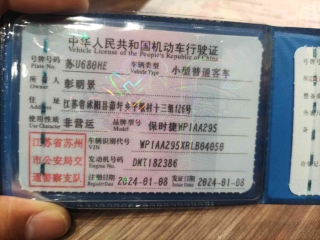 中华人民共和国机动车行驶证
Vehicle License of the People's Republic of China
号牌号码 苏U680HE 车辆类型 小型普通客车
Plate No. Vehicle Type
所有人 彭明景
Owner
住址
Address
使用性质 非营运 品牌型号 保时捷WP1AA295
Use Character Model
江苏省苏州
市公安局交
通警察支队
车辆识别代号 WP1AA295XRLB04050
VIN
发动机号码 DMT182386
Engine No.
注册日期 2024-01-08 发证日期 2024-01-08
Register Date Issue Date